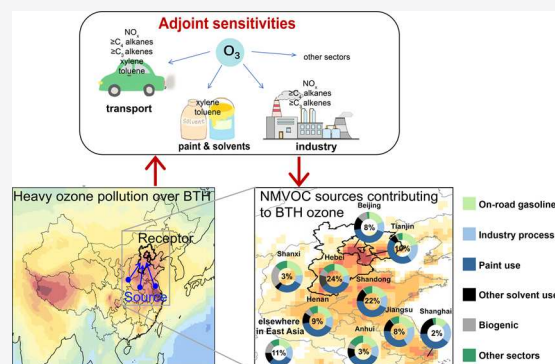 Adjoint sensitivities
NOx
≥C4 alkanes
≥C3 alkenes
xylene
toluene
transport
O3
other sectors
xylene
toluene
SOLVENT
paint & solvents
NOx
≥C4 alkanes
≥C3 alkenes
industry
Heavy ozone pollution over BTH
Receptor
Source
NMVOC sources contributing
to BTH ozone
Beijing
8%
Tianjin
10%
Shanxi
3%
Hebei
24%
Shandong
22%
Henan
9%
Jiangsu
8%
Shanghai
2%
Anhui
3%
elsewhere
in East Asia
11%
On-road gasoline
Industry process
Paint use
Other solvent use
Biogenic
Other sectors